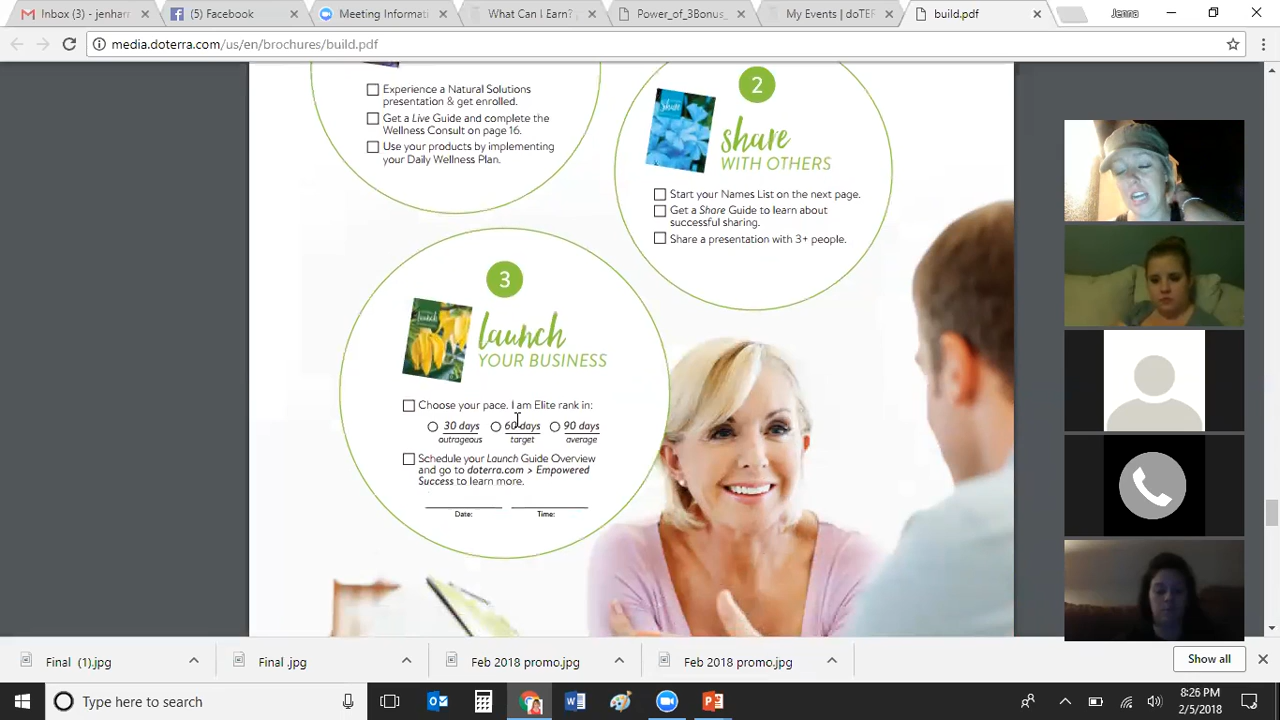 Inbox (3) - jenhar
(5) Facebook
Meeting Informati
What Can I Earn?
Power_of_3Bonus_
My Events | doTEF
build.pdf
Jenna
media.doterra.com/us/en/brochures/build.pdf
Experience a Natural Solutions
presentation & get enrolled.
Get a Live Guide and complete the
Wellness Consult on page 16.
Use your products by implementing
your Daily Wellness Plan.
2
Share
share
WITH OTHERS
Start your Names List on the next page.
Get a Share Guide to learn about
successful sharing.
Share a presentation with 3+ people.
3
launch
launch
YOUR BUSINESS
Choose your pace. I am Elite rank in:
30 days 60 days 90 days
outrageous target average
Schedule your Launch Guide Overview
and go to doterra.com > Empowered
Success to learn more.
Date: Time:
Final (1).jpg
Final .jpg
Feb 2018 promo.jpg
Feb 2018 promo.jpg
Show all
Type here to search
8:26 PM
2/5/2018